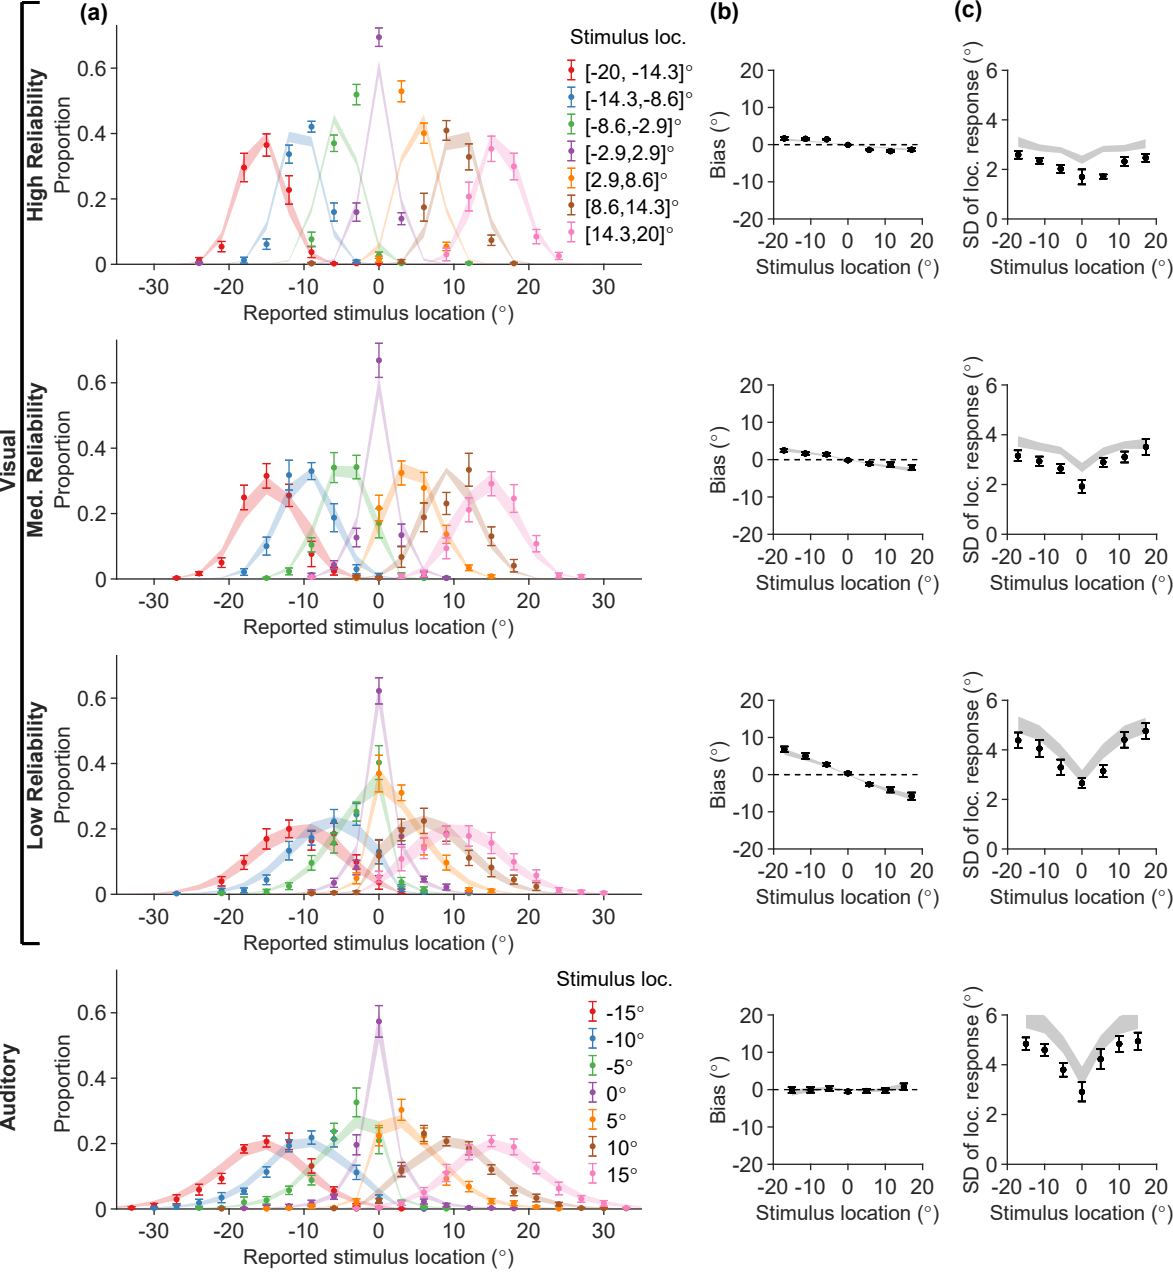 (a)
(b)
(c)
Visual
High Reliability
Proportion
0.6
0.4
0.2
0
-30
-20
-10
0
10
20
30
Reported stimulus location (°)
Stimulus loc.
[-20, -14.3]°
[-14.3,-8.6]°
[-8.6,-2.9]°
[-2.9,2.9]°
[2.9,8.6]°
[8.6,14.3]°
[14.3,20]°
Bias (°)
20
10
0
-10
-20
-20 -10 0 10 20
Stimulus location (°)
SD of loc. response (°)
6
4
2
0
-20 -10 0 10 20
Stimulus location (°)
Med. Reliability
Proportion
0.6
0.4
0.2
0
-30
-20
-10
0
10
20
30
Reported stimulus location (°)
Bias (°)
20
10
0
-10
-20
-20 -10 0 10 20
Stimulus location (°)
SD of loc. response (°)
6
4
2
0
-20 -10 0 10 20
Stimulus location (°)
Low Reliability
Proportion
0.6
0.4
0.2
0
-30
-20
-10
0
10
20
30
Reported stimulus location (°)
Bias (°)
20
10
0
-10
-20
-20 -10 0 10 20
Stimulus location (°)
SD of loc. response (°)
6
4
2
0
-20 -10 0 10 20
Stimulus location (°)
Auditory
Proportion
0.6
0.4
0.2
0
-30
-20
-10
0
10
20
30
Reported stimulus location (°)
Stimulus loc.
-15°
-10°
-5°
0°
5°
10°
15°
Bias (°)
20
10
0
-10
-20
-20 -10 0 10 20
Stimulus location (°)
SD of loc. response (°)
6
4
2
0
-20 -10 0 10 20
Stimulus location (°)